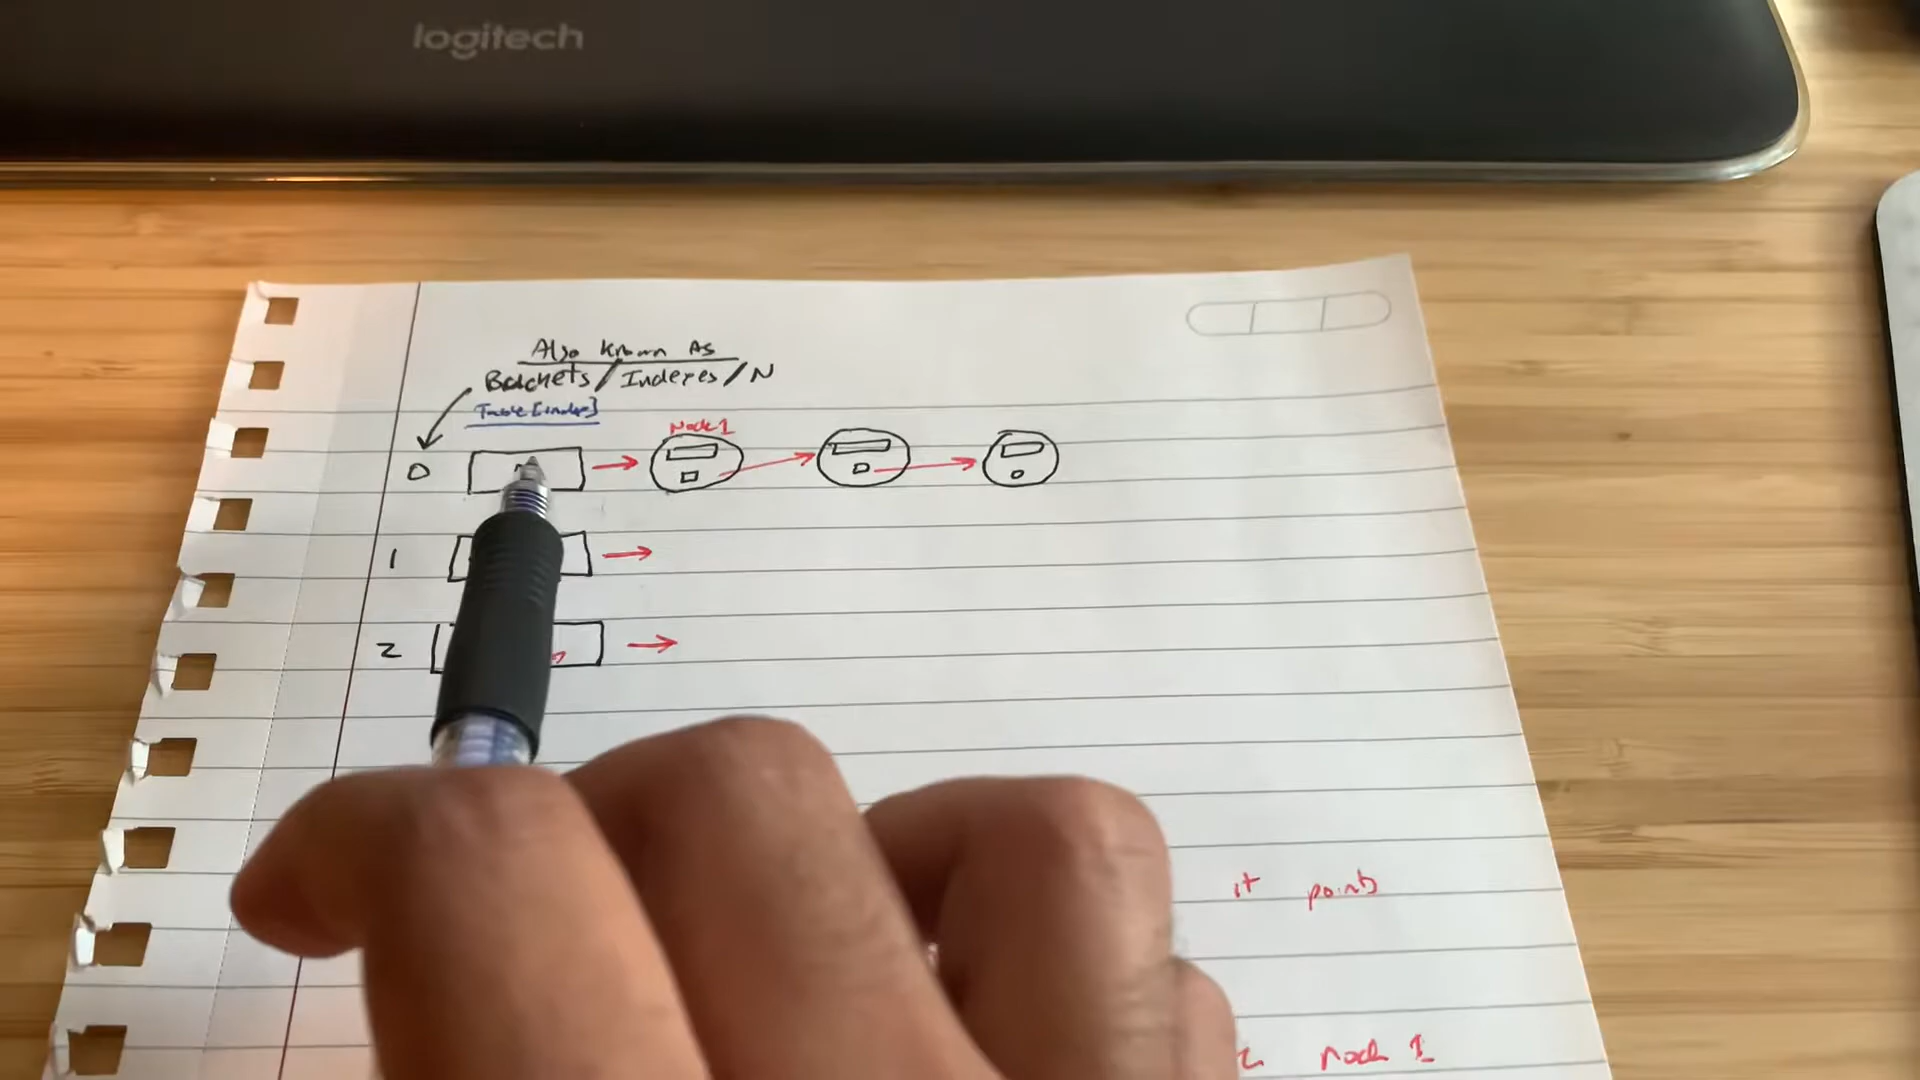 logitech
Also Known As
Buckets / Indexes / N
Table [index]
Node 1
0
1
2
it points
Node 1